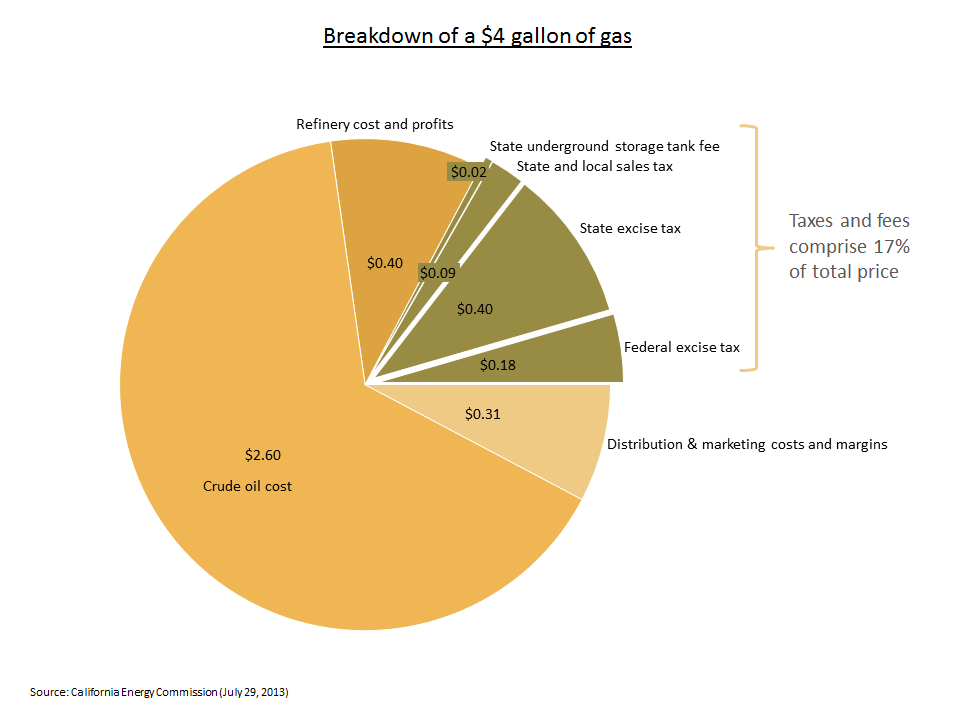 Breakdown of a $4 gallon of gas
Refinery cost and profits
State underground storage tank fee
State and local sales tax
$0.02
State excise tax
Taxes and fees
comprise 17%
of total price
$0.40
$0.09
$0.40
Federal excise tax
$0.18
$0.31
Distribution & marketing costs and margins
$2.60
Crude oil cost
Source: California Energy Commission (July 29, 2013)